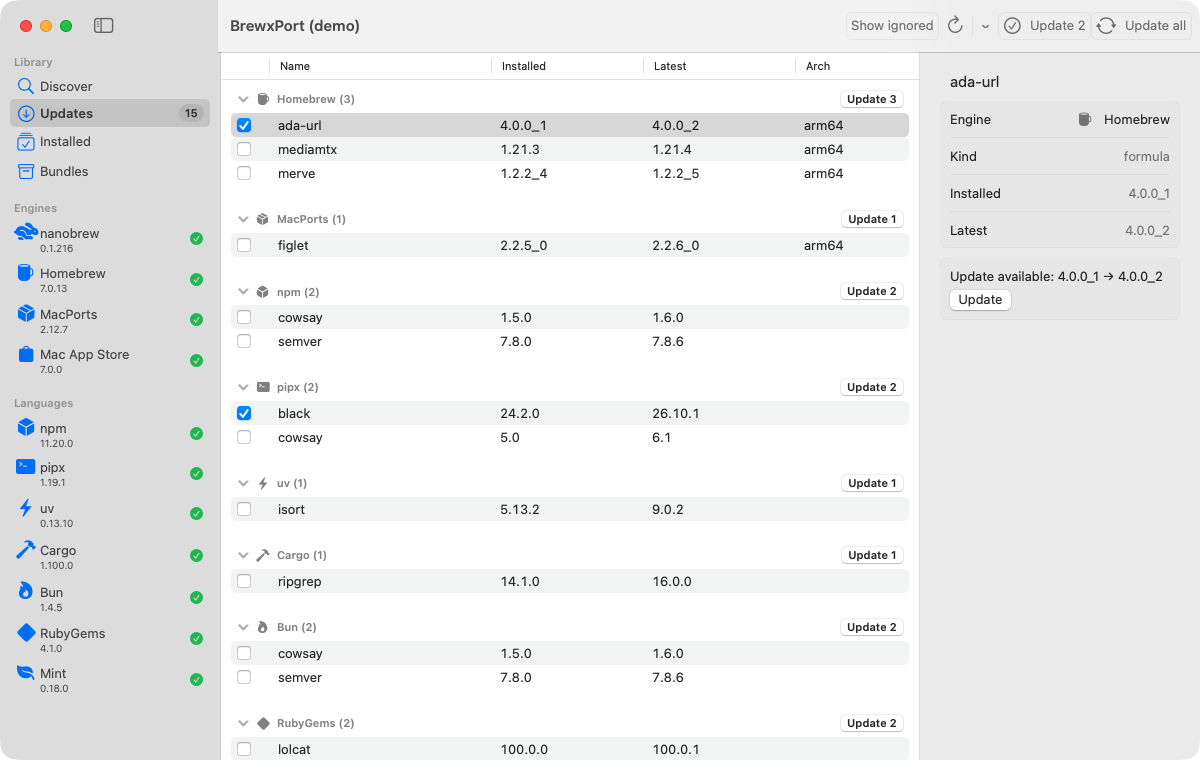 BrewxPort (demo)
Show ignored
Update 2
Update all
Library
Discover
Updates 15
Installed
Bundles
Engines
nanobrew
0.1.216
Homebrew
7.0.13
MacPorts
2.12.7
Mac App Store
7.0.0
Languages
npm
11.20.0
pipx
1.19.1
uv
0.13.10
Cargo
1.100.0
Bun
1.4.5
RubyGems
4.1.0
Mint
0.18.0
Name Installed Latest Arch
Homebrew (3) Update 3
ada-url 4.0.0_1 4.0.0_2 arm64
mediamtx 1.21.3 1.21.4 arm64
merve 1.2.2_4 1.2.2_5 arm64
MacPorts (1) Update 1
figlet 2.2.5_0 2.2.6_0 arm64
npm (2) Update 2
cowsay 1.5.0 1.6.0
semver 7.8.0 7.8.6
pipx (2) Update 2
black 24.2.0 26.10.1
cowsay 5.0 6.1
uv (1) Update 1
isort 5.13.2 9.0.2
Cargo (1) Update 1
ripgrep 14.1.0 16.0.0
Bun (2) Update 2
cowsay 1.5.0 1.6.0
semver 7.8.0 7.8.6
RubyGems (2) Update 2
lolcat 100.0.0 100.0.1
ada-url
Engine Homebrew
Kind formula
Installed 4.0.0_1
Latest 4.0.0_2
Update available: 4.0.0_1 → 4.0.0_2
Update